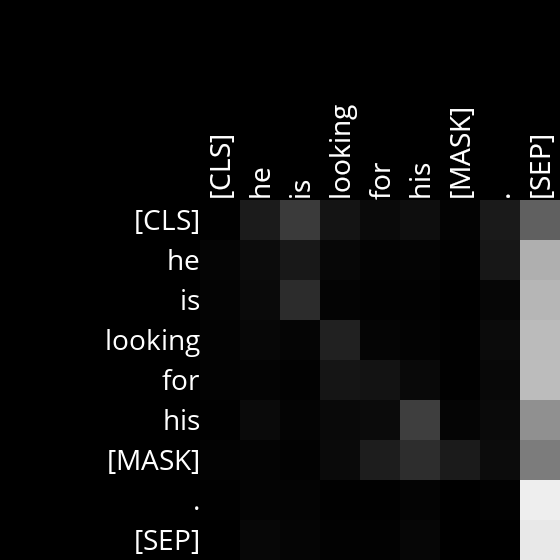 [CLS] he is looking for his [MASK] . [SEP]
[CLS]
he
is
looking
for
his
[MASK]
.
[SEP]